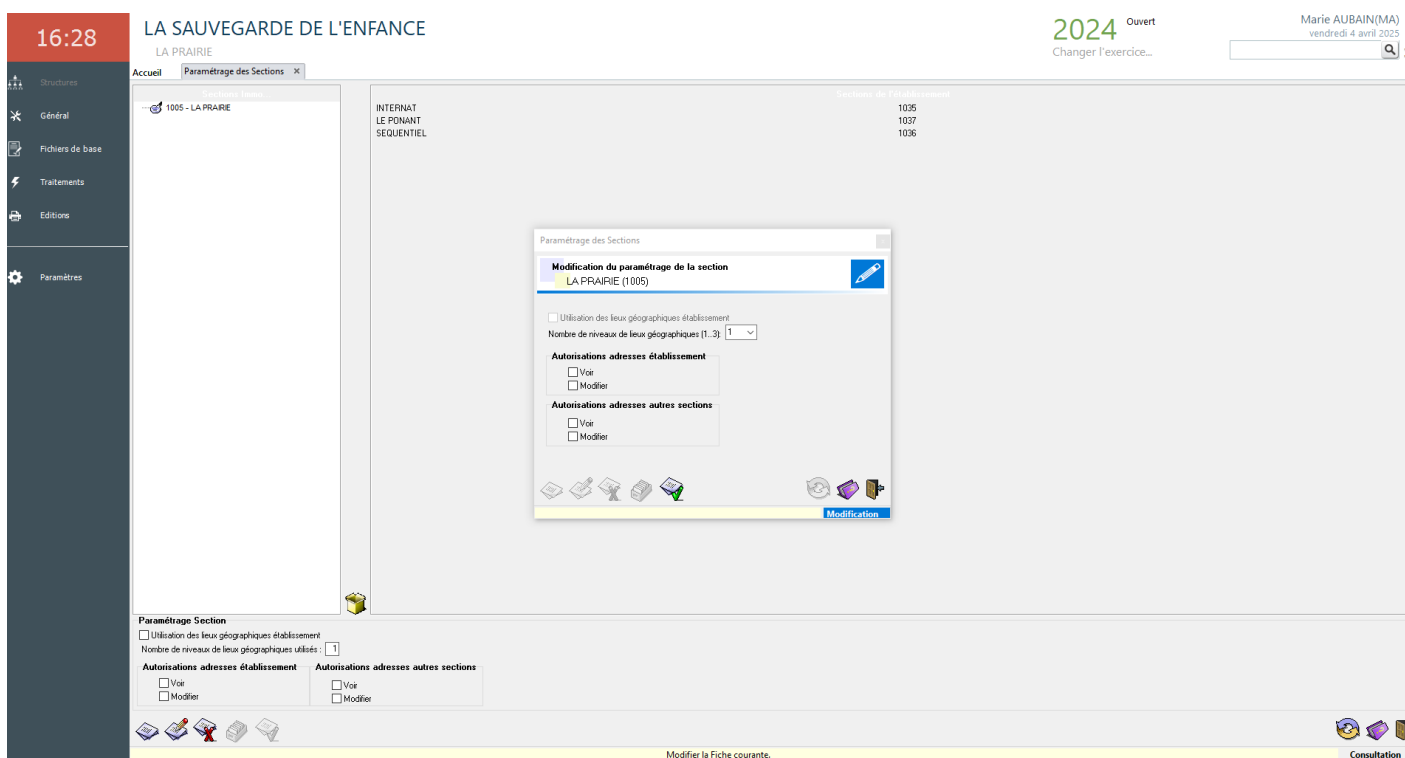 16:28
LA SAUVEGARDE DE L'ENFANCE
LA PRAIRIE
2024 Ouvert
Changer l'exercice...
Marie AUBAIN(MA)
vendredi 4 avril 2025
Accueil
Paramétrage des Sections ×
Structures
Général
Fichiers de base
Traitements
Editions
Paramètres
Sections Immo...
1005 - LA PRAIRIE
Sections de l'établissement
INTERNAT 1035
LE PONANT 1037
SEQUENTIEL 1036
Paramétrage des Sections
Modification du paramétrage de la section
LA PRAIRIE (1005)
Utilisation des lieux géographiques établissement
Nombre de niveaux de lieux géographiques (1..3): 1
Autorisations adresses établissement
Voir
Modifier
Autorisations adresses autres sections
Voir
Modifier
Modification
Paramétrage Section
Utilisation des lieux géographiques établissement
Nombre de niveaux de lieux géographiques utilisés : 1
Autorisations adresses établissement
Voir
Modifier
Autorisations adresses autres sections
Voir
Modifier
Modifier la Fiche courante.
Consultation